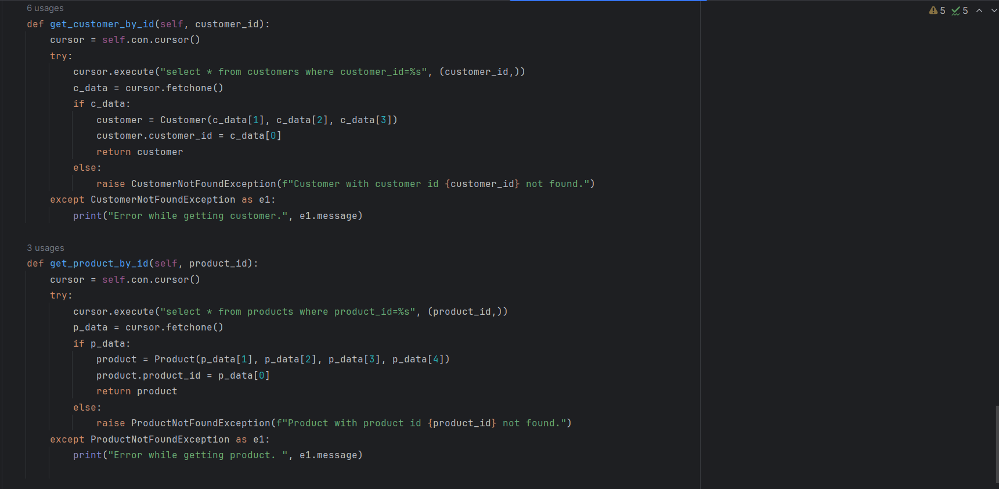 6 usages
5 5
def get_customer_by_id(self, customer_id):
    cursor = self.con.cursor()
    try:
        cursor.execute("select * from customers where customer_id=%s", (customer_id,))
        c_data = cursor.fetchone()
        if c_data:
            customer = Customer(c_data[1], c_data[2], c_data[3])
            customer.customer_id = c_data[0]
            return customer
        else:
            raise CustomerNotFoundException(f"Customer with customer id {customer_id} not found.")
    except CustomerNotFoundException as e1:
        print("Error while getting customer.", e1.message)
3 usages
def get_product_by_id(self, product_id):
    cursor = self.con.cursor()
    try:
        cursor.execute("select * from products where product_id=%s", (product_id,))
        p_data = cursor.fetchone()
        if p_data:
            product = Product(p_data[1], p_data[2], p_data[3], p_data[4])
            product.product_id = p_data[0]
            return product
        else:
            raise ProductNotFoundException(f"Product with product id {product_id} not found.")
    except ProductNotFoundException as e1:
        print("Error while getting product. ", e1.message)